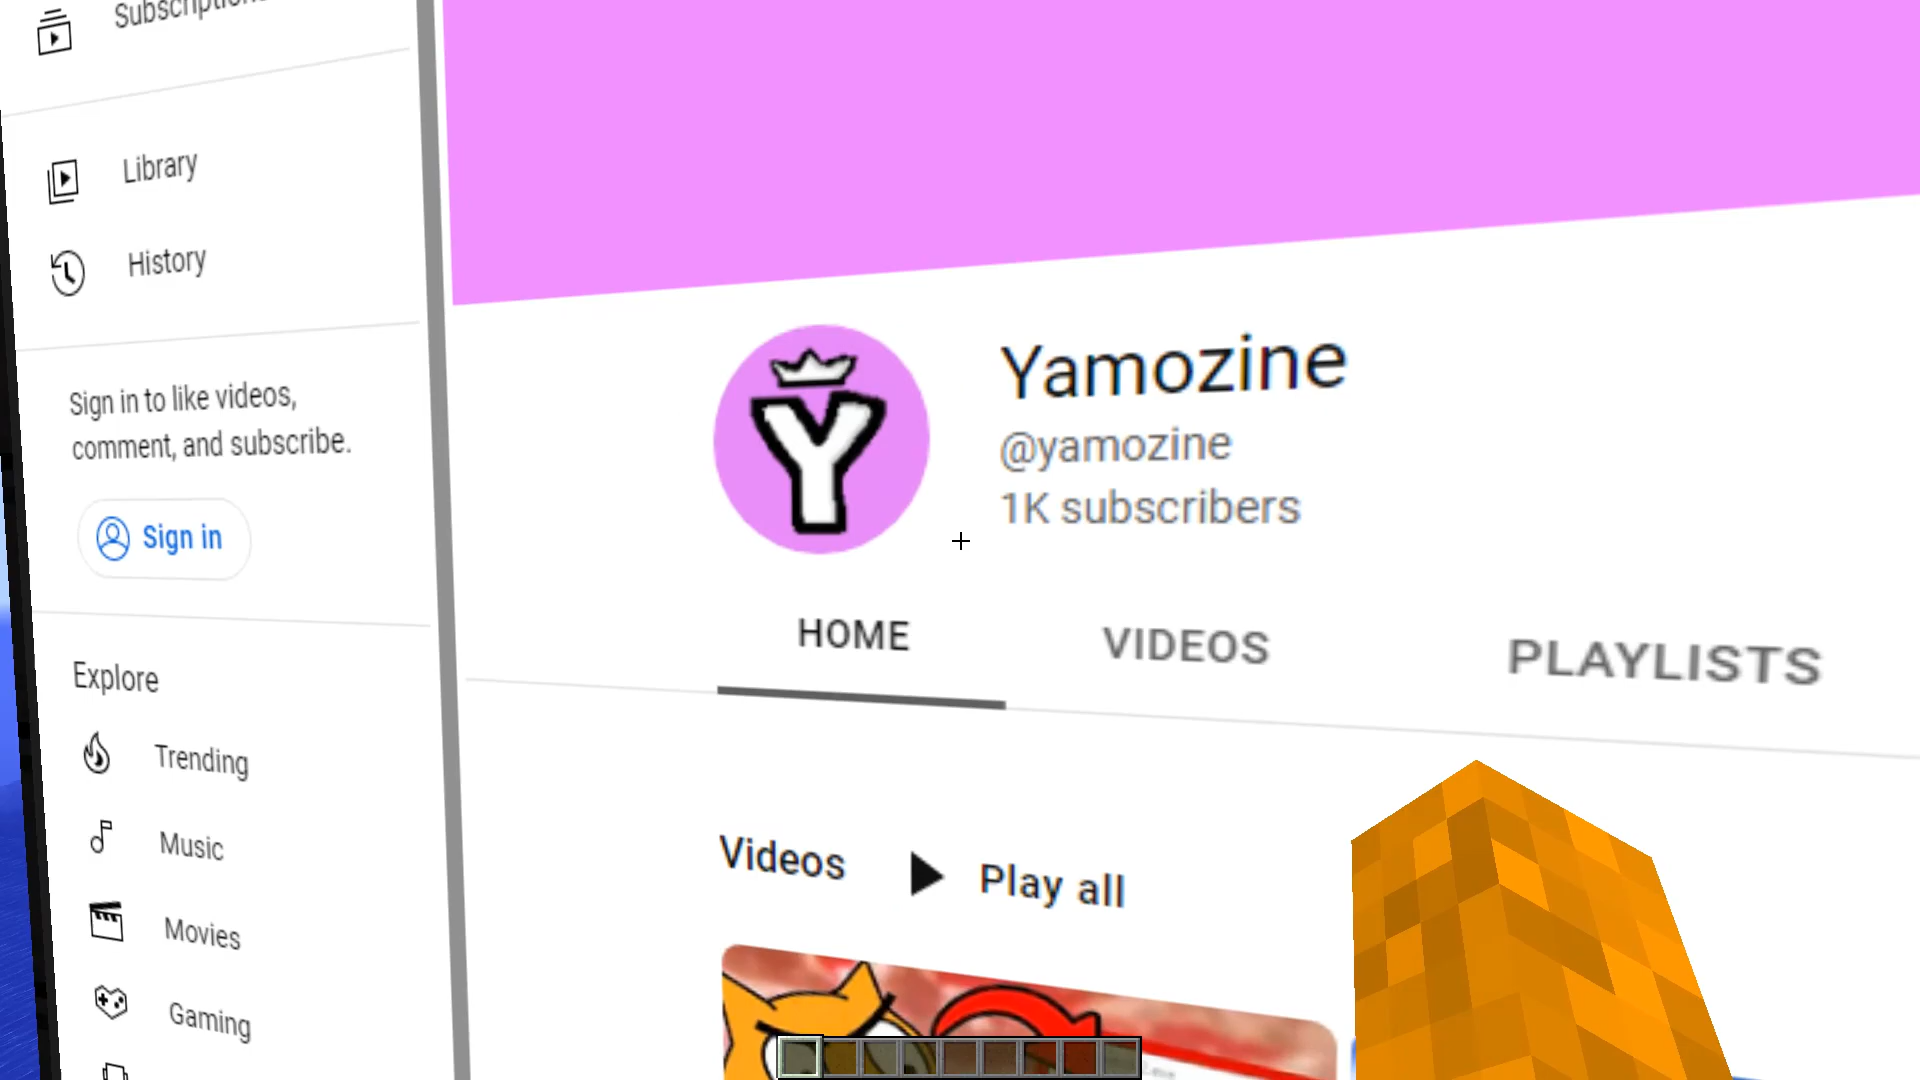 Subscriptions
Library
History
Sign in to like videos,
comment, and subscribe.
Sign in
Explore
Trending
Music
Movies
Gaming
Y
Yamozine
@yamozine
1K subscribers
HOME
VIDEOS
PLAYLISTS
Videos
Play all